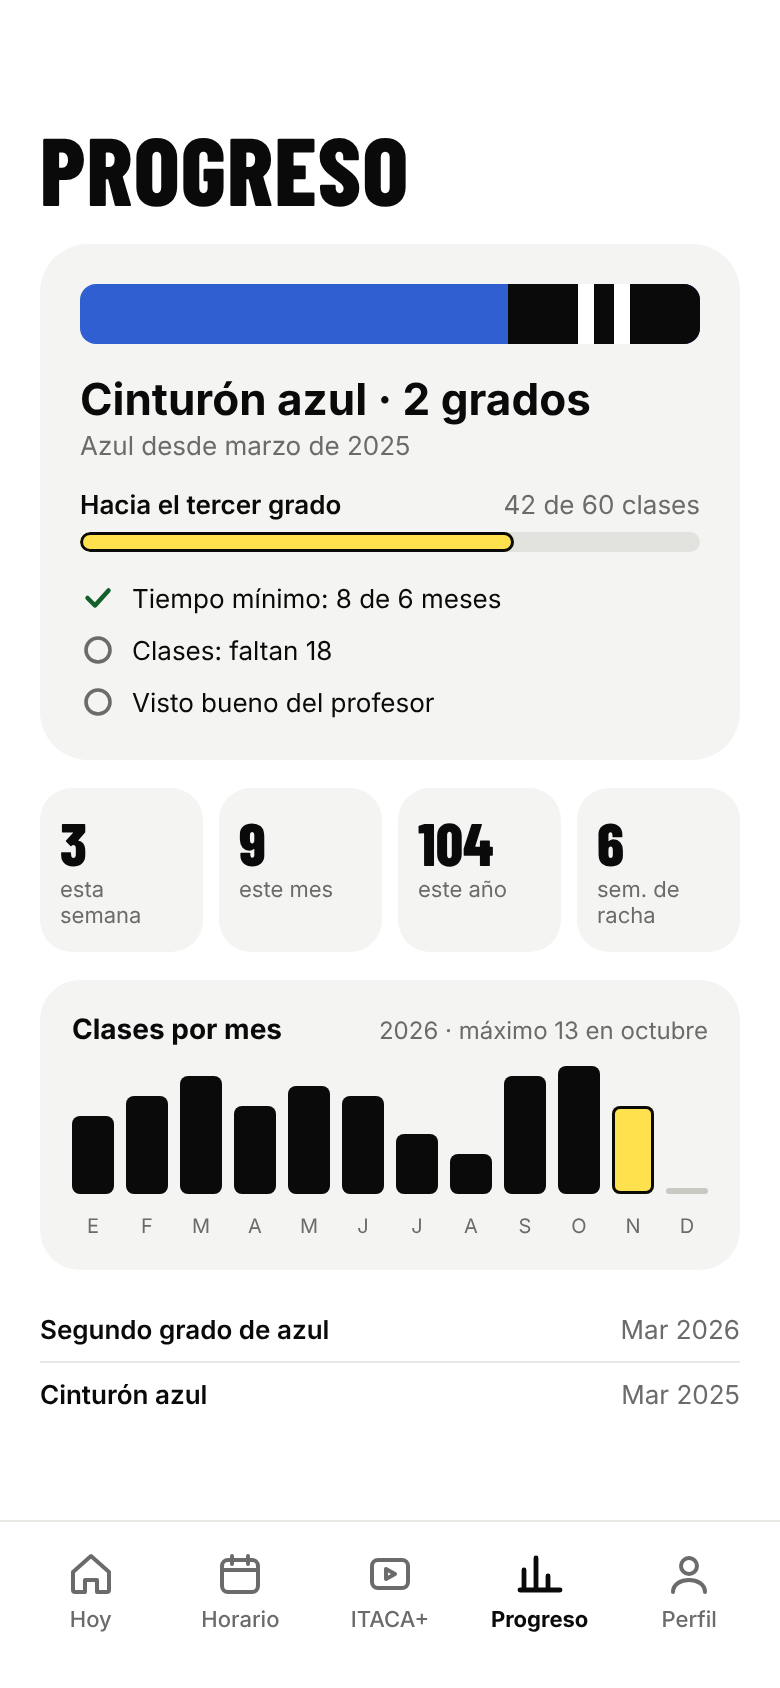 PROGRESO
Cinturón azul · 2 grados
Azul desde marzo de 2025
Hacia el tercer grado 42 de 60 clases
Tiempo mínimo: 8 de 6 meses
Clases: faltan 18
Visto bueno del profesor
3 9 104 6
esta semana este mes este año sem. de racha
Clases por mes 2026 · máximo 13 en octubre
E F M A M J J A S O N D
Segundo grado de azul Mar 2026
Cinturón azul Mar 2025
Hoy Horario ITACA+ Progreso Perfil